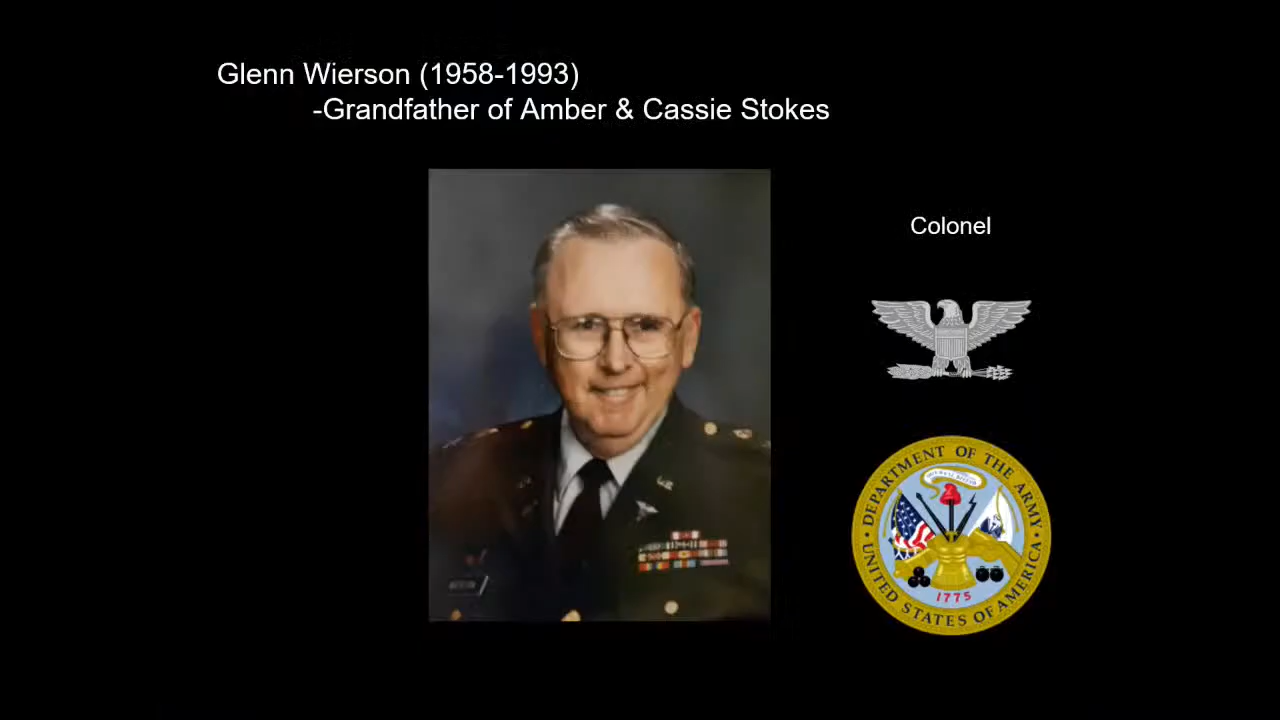 Glenn Wierson (1958-1993)
-Grandfather of Amber & Cassie Stokes
Colonel
DEPARTMENT OF THE ARMY
UNITED STATES OF AMERICA
1775